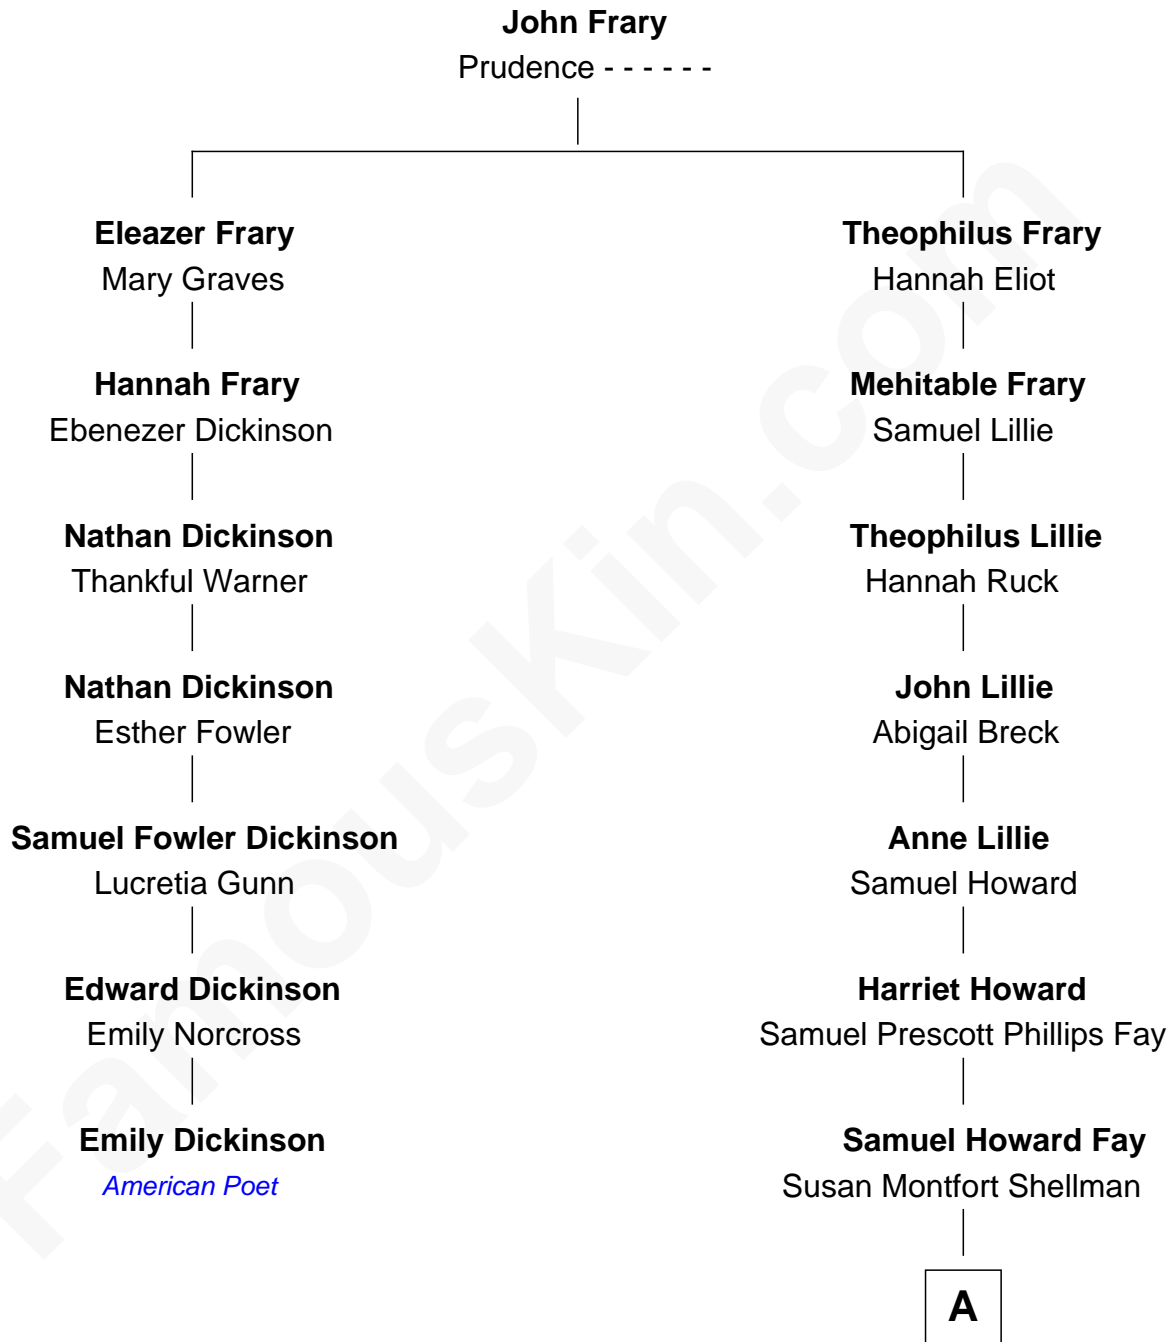 John Frary
Prudence - - - - - -
Eleazer Frary
Mary Graves
Theophilus Frary
Hannah Eliot
Hannah Frary
Ebenezer Dickinson
Mehitable Frary
Samuel Lillie
Nathan Dickinson
Thankful Warner
Theophilus Lillie
Hannah Ruck
Nathan Dickinson
Esther Fowler
John Lillie
Abigail Breck
Samuel Fowler Dickinson
Lucretia Gunn
Anne Lillie
Samuel Howard
Edward Dickinson
Emily Norcross
Harriet Howard
Samuel Prescott Phillips Fay
Emily Dickinson
American Poet
Samuel Howard Fay
Susan Montfort Shellman
A
FamousKin.com